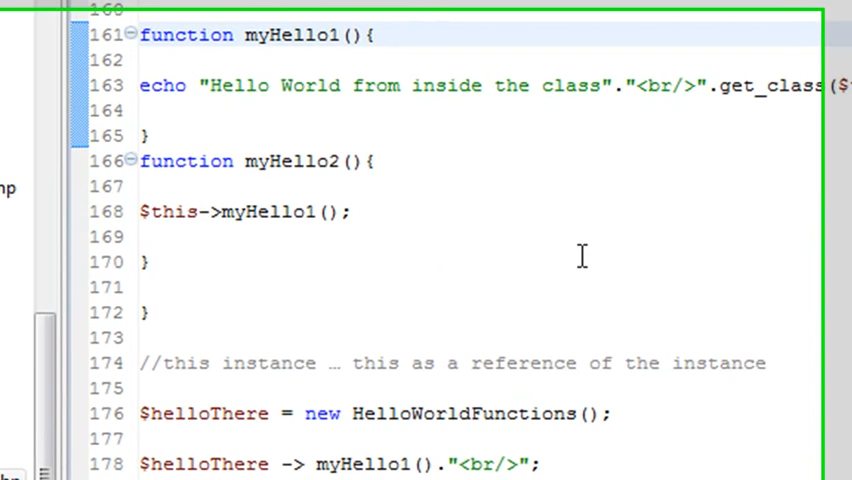 160
161 function myHello1(){
162
163 echo "Hello World from inside the class"."<br/>".get_class($
164
165 }
166 function myHello2(){
167
168 $this->myHello1();
169
170 }
171
172 }
173
174 //this instance … this as a reference of the instance
175
176 $helloThere = new HelloWorldFunctions();
177
178 $helloThere -> myHello1()."<br/>";